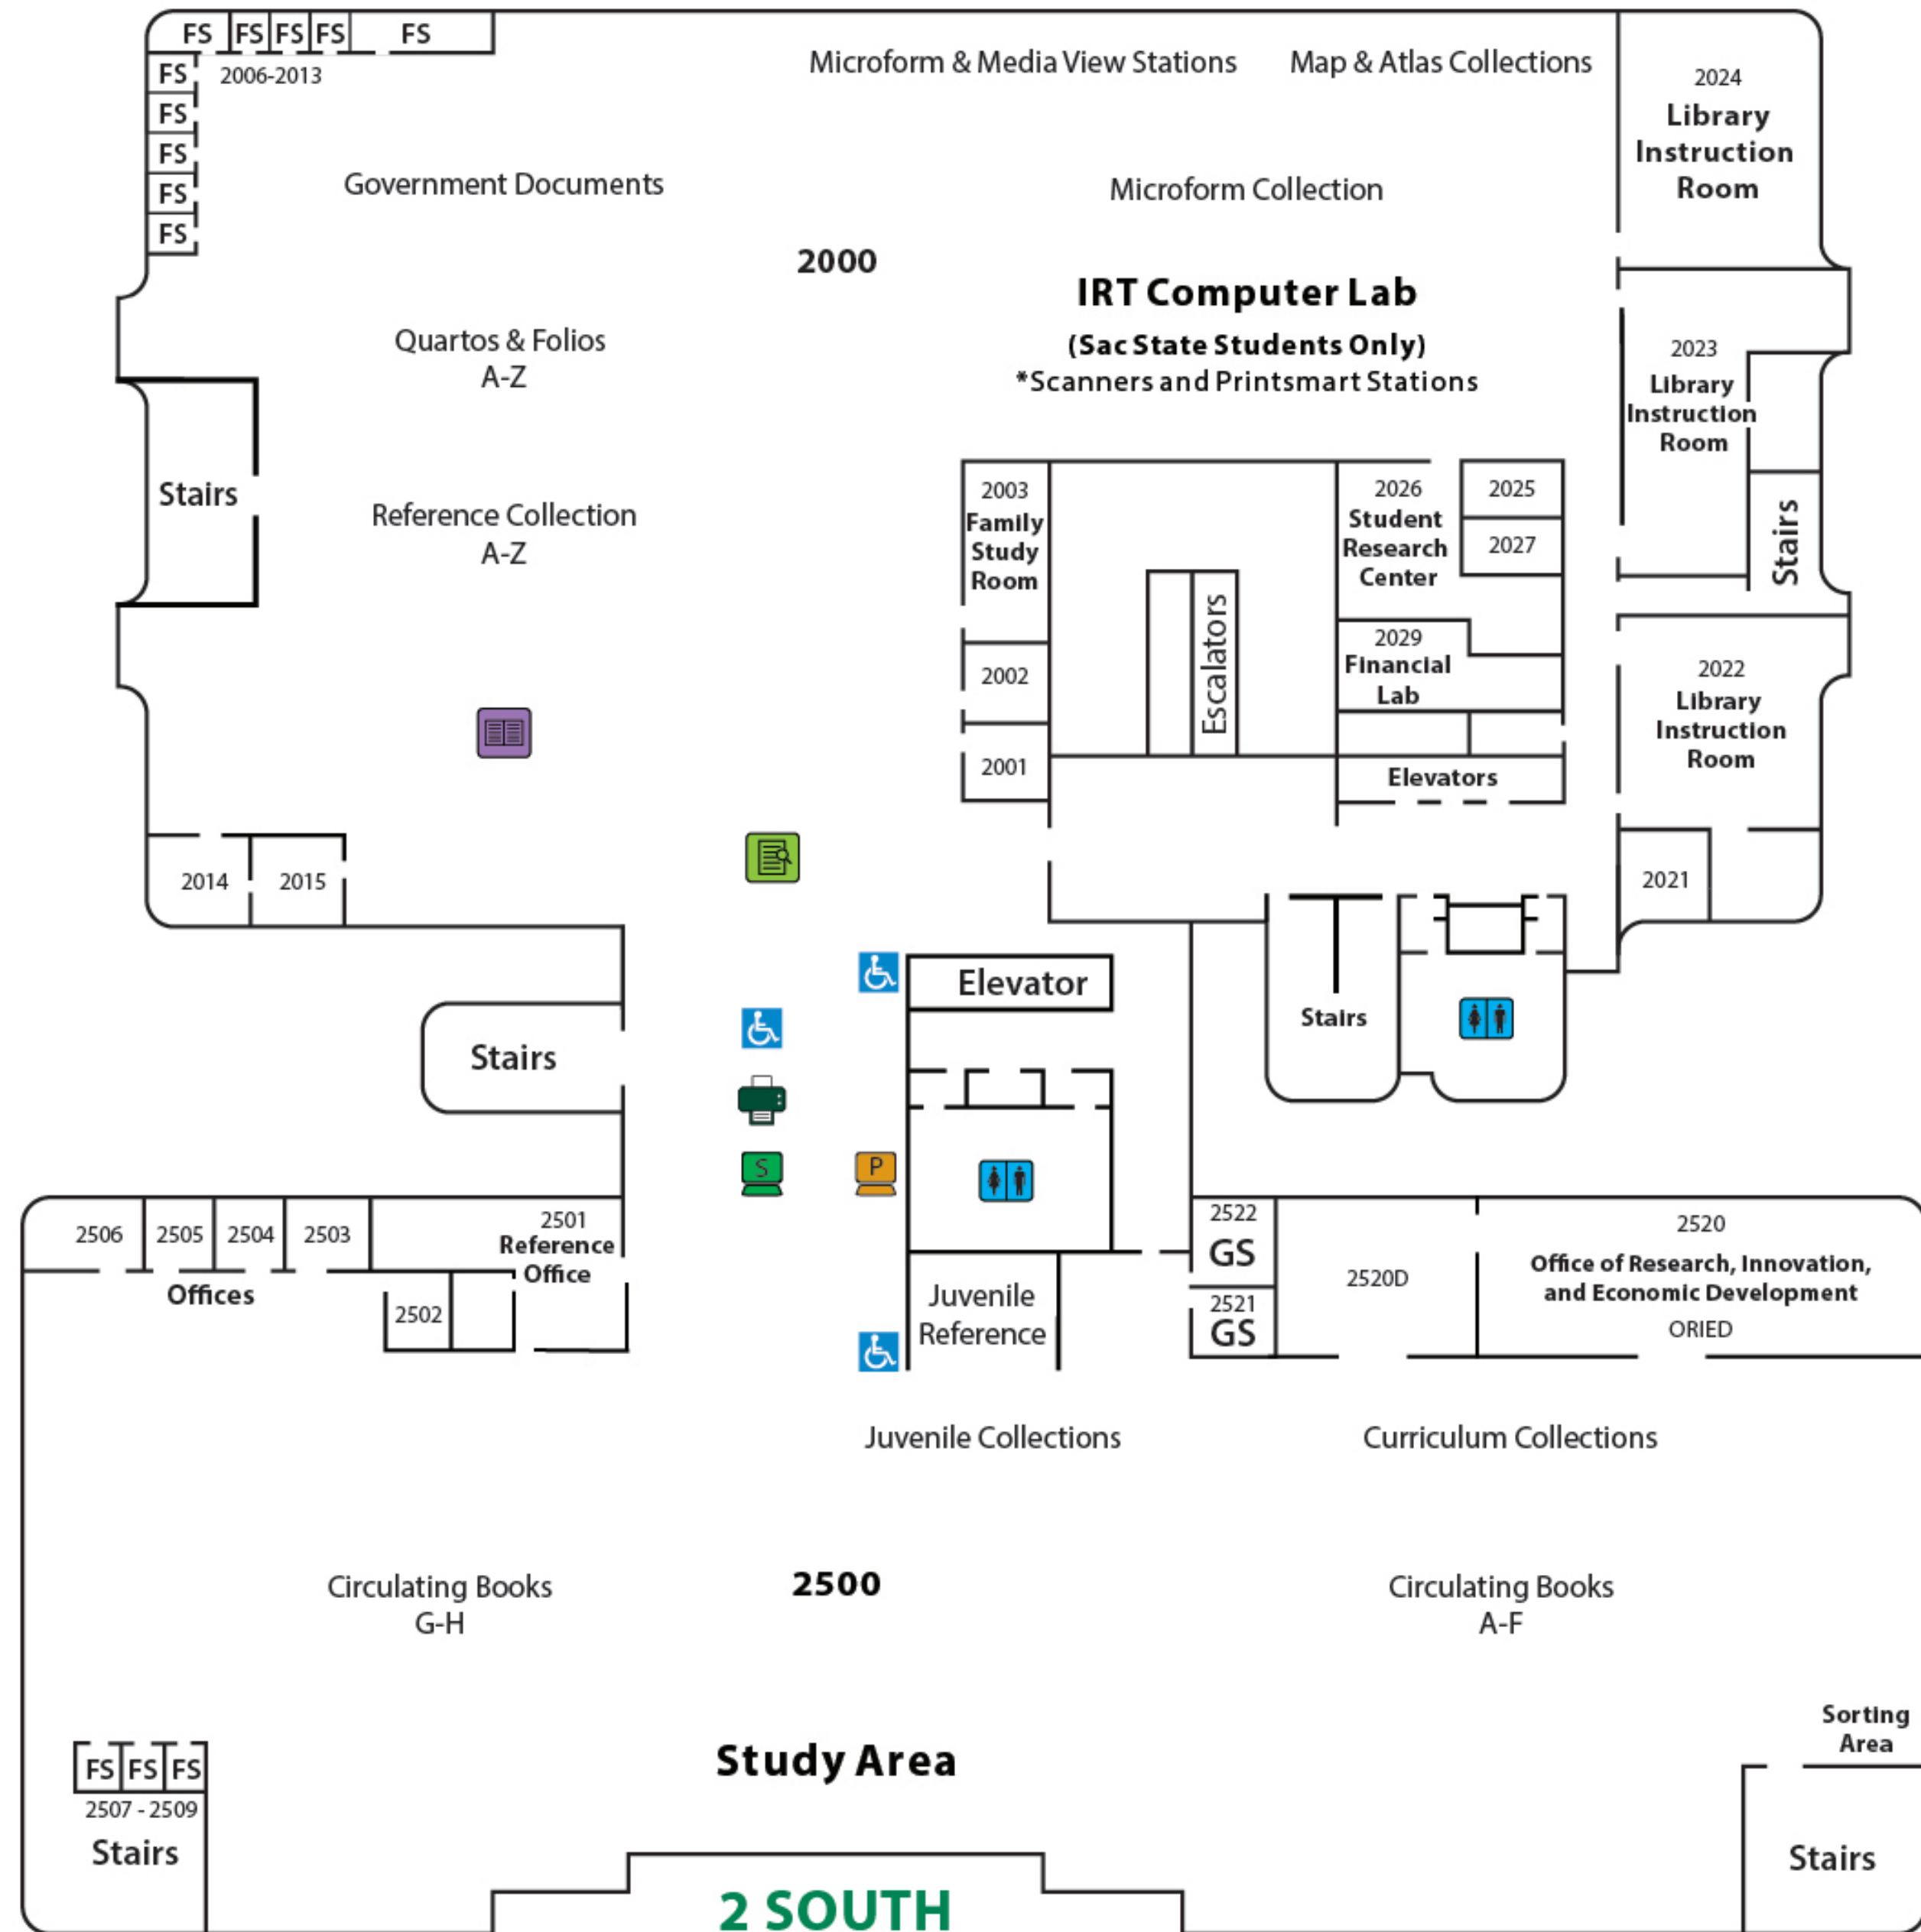 FS FS FS FS FS
FS 2006-2013
FS
FS
FS
FS
Microform & Media View Stations
Map & Atlas Collections
2024
Library
Instruction
Room
Government Documents
Microform Collection
2000
IRT Computer Lab
(Sac State Students Only)
*Scanners and Printsmart Stations
Quartos & Folios
A-Z
2023
Library
Instruction
Room
Stairs
Reference Collection
A-Z
2003
Family
Study
Room
2026
Student
Research
Center
2025
2027
Stairs
Escalators
2029
Financial
Lab
2002
2001
Elevators
2022
Library
Instruction
Room
2014
2015
2021
Elevator
Stairs
Stairs
S
P
2506
2505
2504
2503
2501
Reference
Office
Offices
2502
Juvenile
Reference
2522
GS
2521
GS
2520D
2520
Office of Research, Innovation,
and Economic Development
ORIED
Juvenile Collections
Curriculum Collections
Circulating Books
G-H
2500
Circulating Books
A-F
Sorting
Area
Study Area
FS FS FS
2507 - 2509
Stairs
Stairs
2 SOUTH